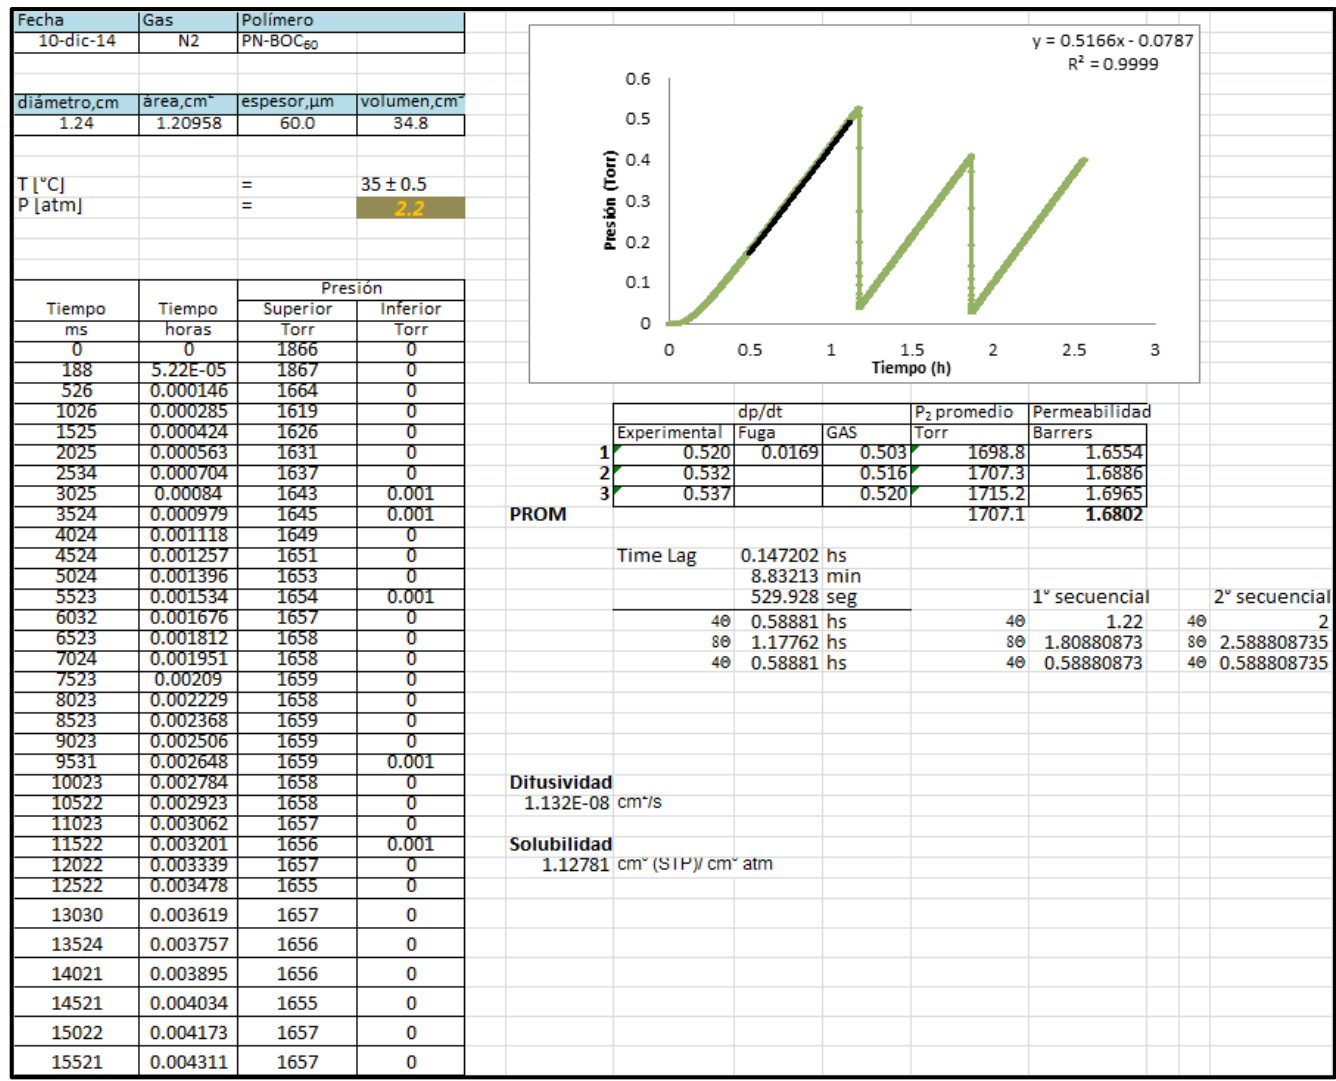 Fecha Gas Polímero
10-dic-14 N2 PN-BOC60
diámetro,cm área,cm² espesor,µm volumen,cm³
1.24 1.20958 60.0 34.8
T [°C] = 35 ± 0.5
P [atm] = 2.2
Presión
Tiempo Tiempo Superior Inferior
ms horas Torr Torr
0 0 1866 0
188 5.22E-05 1867 0
526 0.000146 1664 0
1026 0.000285 1619 0
1525 0.000424 1626 0
2025 0.000563 1631 0
2534 0.000704 1637 0
3025 0.00084 1643 0.001
3524 0.000979 1645 0.001
4024 0.001118 1649 0
4524 0.001257 1651 0
5024 0.001396 1653 0
5523 0.001534 1654 0.001
6032 0.001676 1657 0
6523 0.001812 1658 0
7024 0.001951 1658 0
7523 0.00209 1659 0
8023 0.002229 1658 0
8523 0.002368 1659 0
9023 0.002506 1659 0
9531 0.002648 1659 0.001
10023 0.002784 1658 0
10522 0.002923 1658 0
11023 0.003062 1657 0
11522 0.003201 1656 0.001
12022 0.003339 1657 0
12522 0.003478 1655 0
13030 0.003619 1657 0
13524 0.003757 1656 0
14021 0.003895 1656 0
14521 0.004034 1655 0
15022 0.004173 1657 0
15521 0.004311 1657 0
y = 0.5166x - 0.0787
R² = 0.9999
Presión (Torr)
0.6
0.5
0.4
0.3
0.2
0.1
0
0 0.5 1 1.5 2 2.5 3
Tiempo (h)
dp/dt P2 promedio Permeabilidad
Experimental Fuga GAS Torr Barrers
1 0.520 0.0169 0.503 1698.8 1.6554
2 0.532 0.516 1707.3 1.6886
3 0.537 0.520 1715.2 1.6965
PROM 1707.1 1.6802
Time Lag 0.147202 hs
8.83213 min
529.928 seg 1° secuencial 2° secuencial
4Θ 0.58881 hs 4Θ 1.22 4Θ 2
8Θ 1.17762 hs 8Θ 1.80880873 8Θ 2.588808735
4Θ 0.58881 hs 4Θ 0.58880873 4Θ 0.588808735
Difusividad
1.132E-08 cm²/s
Solubilidad
1.12781 cm³ (STP)/ cm³ atm